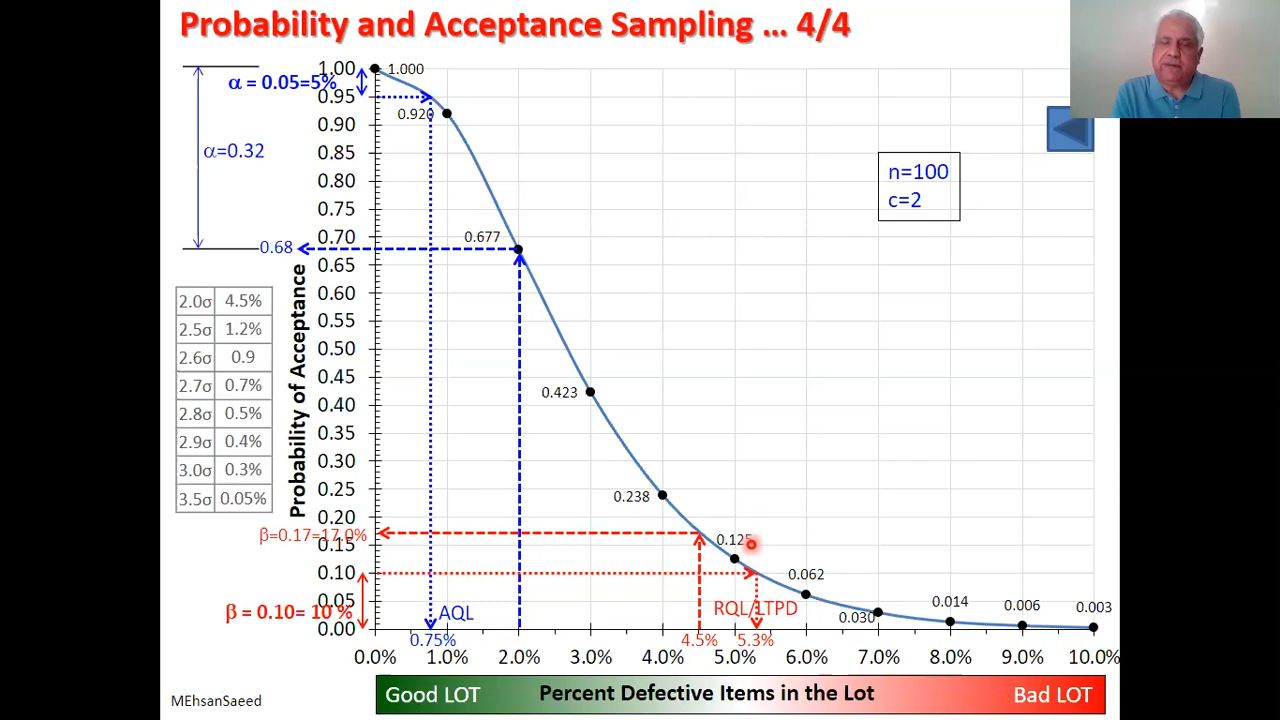 Probability and Acceptance Sampling ... 4/4
α = 0.05=5%
α=0.32
0.68
n=100
c=2
2.0σ 4.5%
2.5σ 1.2%
2.6σ 0.9
2.7σ 0.7%
2.8σ 0.5%
2.9σ 0.4%
3.0σ 0.3%
3.5σ 0.05%
Probability of Acceptance
1.00
0.95
0.90
0.85
0.80
0.75
0.70
0.65
0.60
0.55
0.50
0.45
0.40
0.35
0.30
0.25
0.20
0.15
0.10
0.05
0.00
1.000
0.920
0.677
0.423
0.238
0.125
0.062
0.030
0.014
0.006
0.003
β=0.17=17.0%
β = 0.10= 10 %
AQL
RQL/LTPD
0.75%
4.5%
5.3%
0.0% 1.0% 2.0% 3.0% 4.0% 5.0% 6.0% 7.0% 8.0% 9.0% 10.0%
Good LOT
Percent Defective Items in the Lot
Bad LOT
MEhsanSaeed